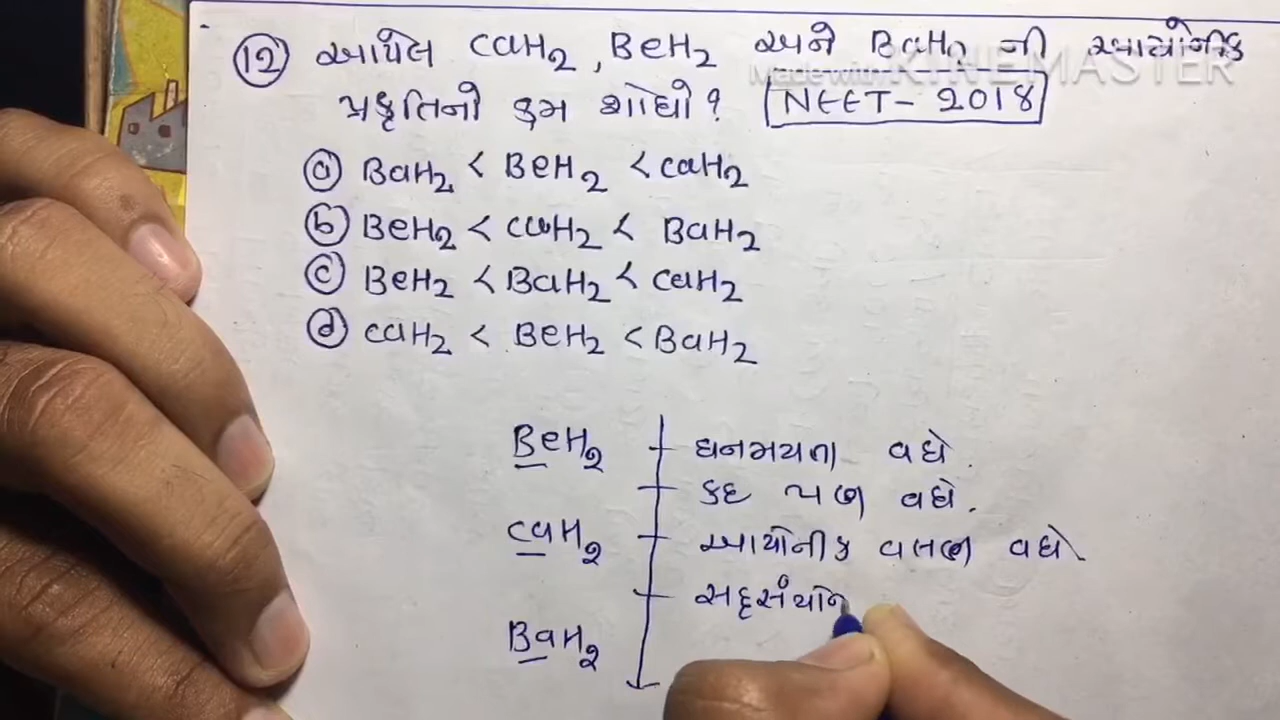 (12) આપેલ CaH2, BeH2 અને BaH2 ની આયોનીક
Made with KINEMASTER
પ્રકૃતિનો ક્રમ શોધો? NEET-2018
(a) BaH2 < BeH2 < CaH2
(b) BeH2 < CaH2 < BaH2
(c) BeH2 < BaH2 < CaH2
(d) CaH2 < BeH2 < BaH2
BeH2 ધનમયતા વધે.
કદ પણ વધે.
CaH2 આયોનીક વલણ વધે.
સહસંયોજ
BaH2